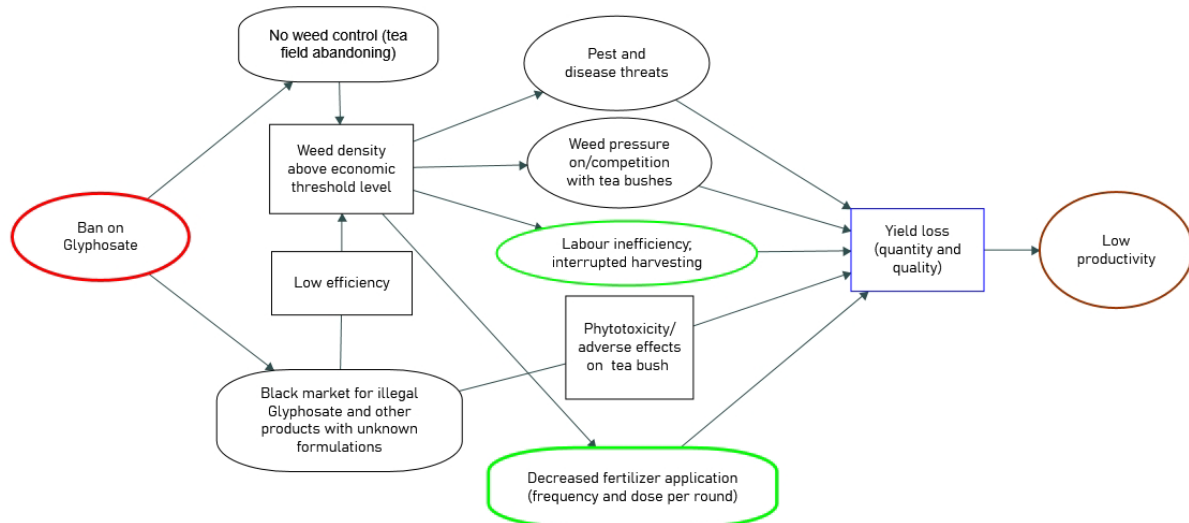 No weed control (tea
field abandoning)
Pest and
disease threats
Weed density
above economic
threshold level
Weed pressure
on/competition
with tea bushes
Ban on
Glyphosate
Labour inefficiency;
interrupted harvesting
Yield loss
(quantity and
quality)
Low
productivity
Low efficiency
Phytotoxicity/
adverse effects
on tea bush
Black market for illegal
Glyphosate and other
products with unknown
formulations
Decreased fertilizer application
(frequency and dose per round)